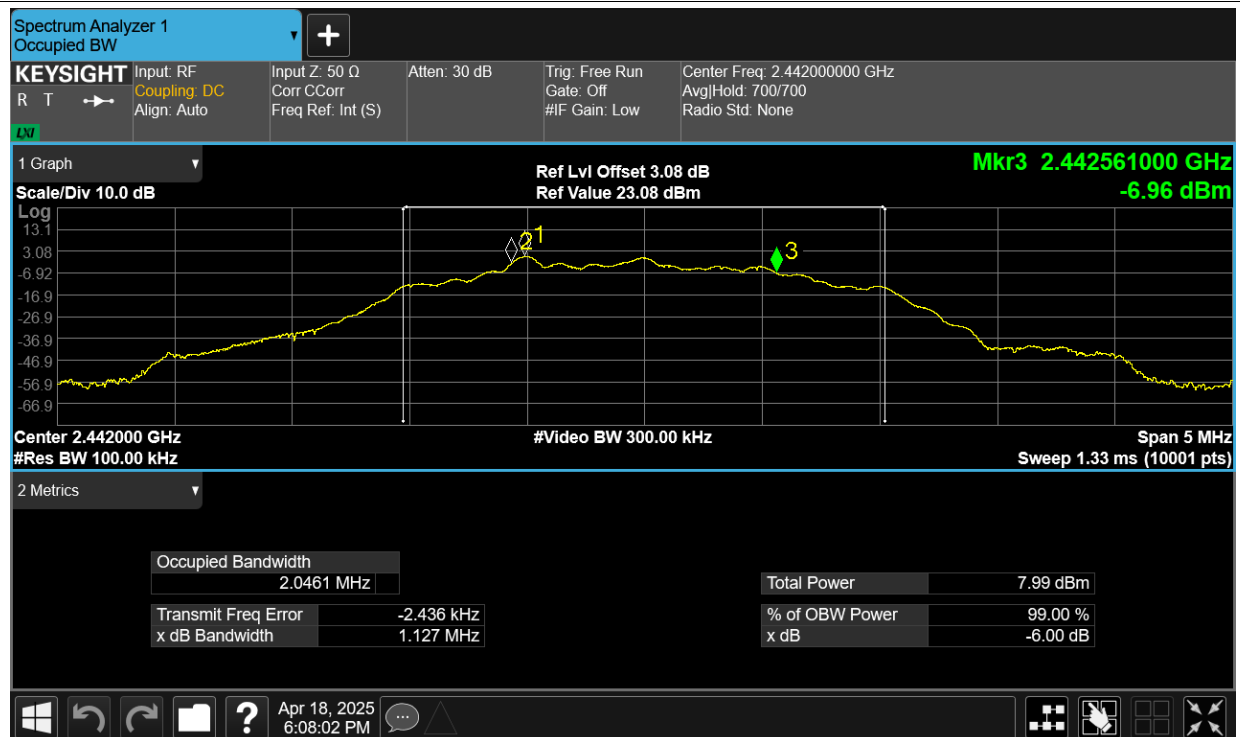 Spectrum Analyzer 1
Occupied BW
KEYSIGHT
R T
LXI
Input: RF
Coupling: DC
Align: Auto
Input Z: 50 Ω
Corr CCorr
Freq Ref: Int (S)
Atten: 30 dB
Trig: Free Run
Gate: Off
#IF Gain: Low
Center Freq: 2.442000000 GHz
Avg|Hold: 700/700
Radio Std: None
1 Graph
Scale/Div 10.0 dB
Ref Lvl Offset 3.08 dB
Ref Value 23.08 dBm
Mkr3 2.442561000 GHz
-6.96 dBm
Log
13.1
3.08
-6.92
-16.9
-26.9
-36.9
-46.9
-56.9
-66.9
2 1
3
Center 2.442000 GHz
#Video BW 300.00 kHz
Span 5 MHz
#Res BW 100.00 kHz
Sweep 1.33 ms (10001 pts)
2 Metrics
Occupied Bandwidth
2.0461 MHz
Total Power 7.99 dBm
Transmit Freq Error -2.436 kHz
% of OBW Power 99.00 %
x dB Bandwidth 1.127 MHz
x dB -6.00 dB
?
Apr 18, 2025
6:08:02 PM